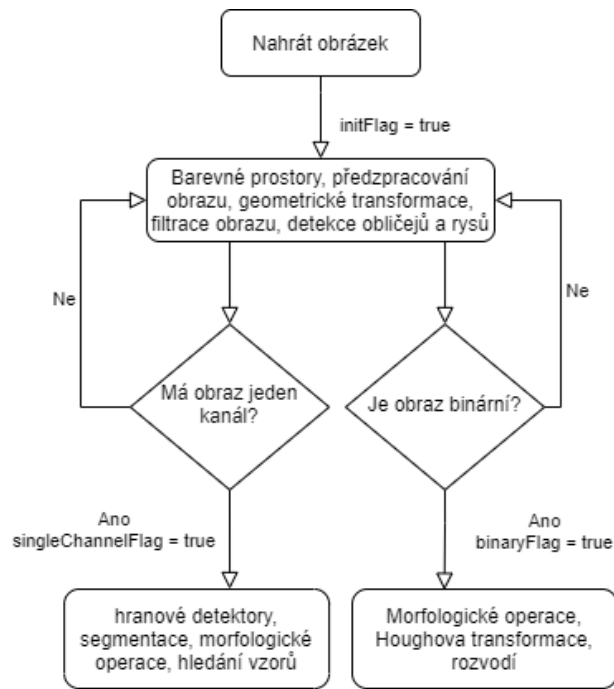 Nahrát obrázek
initFlag = true
Barevné prostory, předzpracování
obrazu, geometrické transformace,
filtrace obrazu, detekce obličejů a rysů
Ne
Ne
Má obraz jeden
kanál?
Je obraz binární?
Ano
singleChannelFlag = true
Ano
binaryFlag = true
hranové detektory,
segmentace, morfologické
operace, hledání vzorů
Morfologické operace,
Houghova transformace,
rozvodí